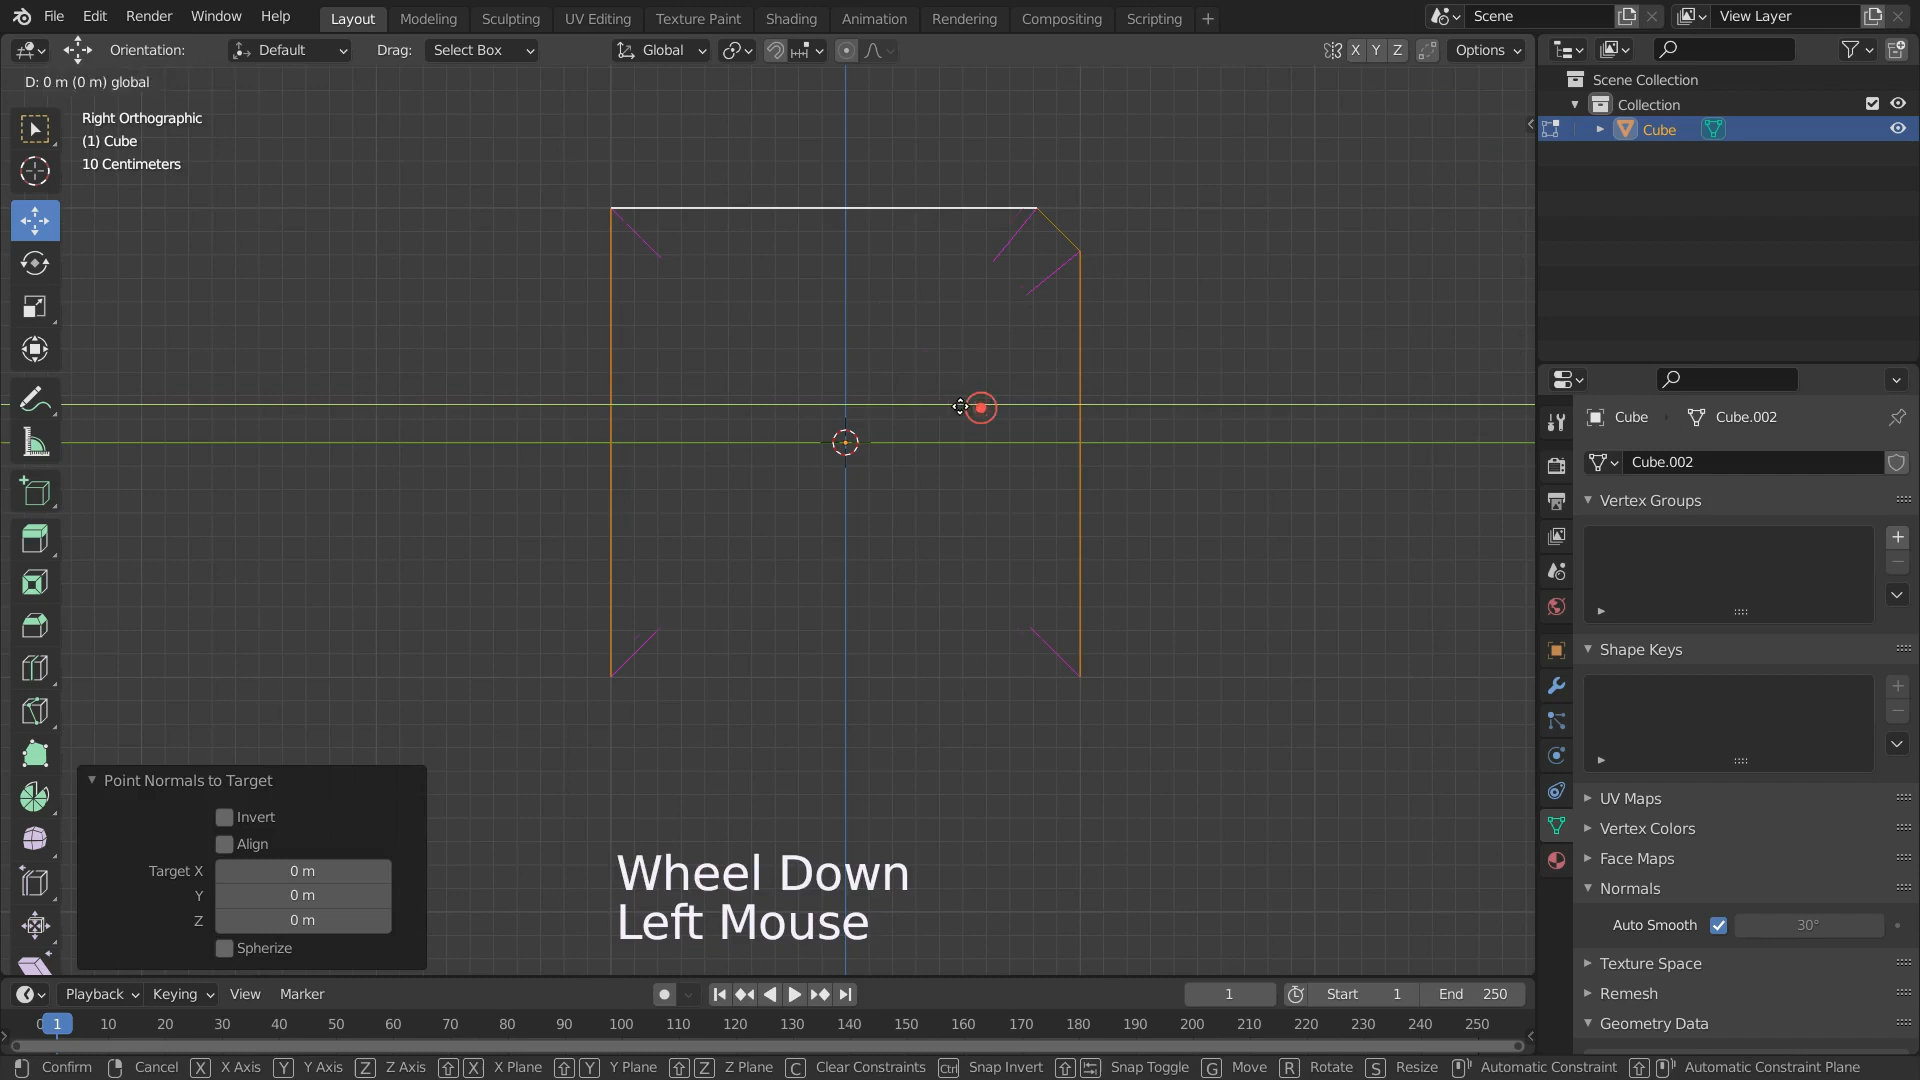 File Edit Render Window Help Layout Modeling Sculpting UV Editing Texture Paint Shading Animation Rendering Compositing Scripting + Scene View Layer
Orientation: Default Drag: Select Box Global X Y Z Options
D: 0 m (0 m) global
Right Orthographic
(1) Cube
10 Centimeters
Scene Collection
Collection
Cube
Cube Cube.002
Cube.002
Vertex Groups
Shape Keys
UV Maps
Vertex Colors
Face Maps
Normals
Auto Smooth 30°
Texture Space
Remesh
Geometry Data
Point Normals to Target
Invert
Align
Target X 0 m
Y 0 m
Z 0 m
Spherize
Wheel Down
Left Mouse
Playback Keying View Marker 1 Start 1 End 250
0 1 10 20 30 40 50 60 70 80 90 100 110 120 130 140 150 160 170 180 190 200 210 220 230 240 250
Confirm Cancel X X Axis Y Y Axis Z Z Axis X X Plane Y Y Plane Z Z Plane C Clear Constraints Ctrl Snap Invert Snap Toggle G Move R Rotate S Resize Automatic Constraint Automatic Constraint Plane